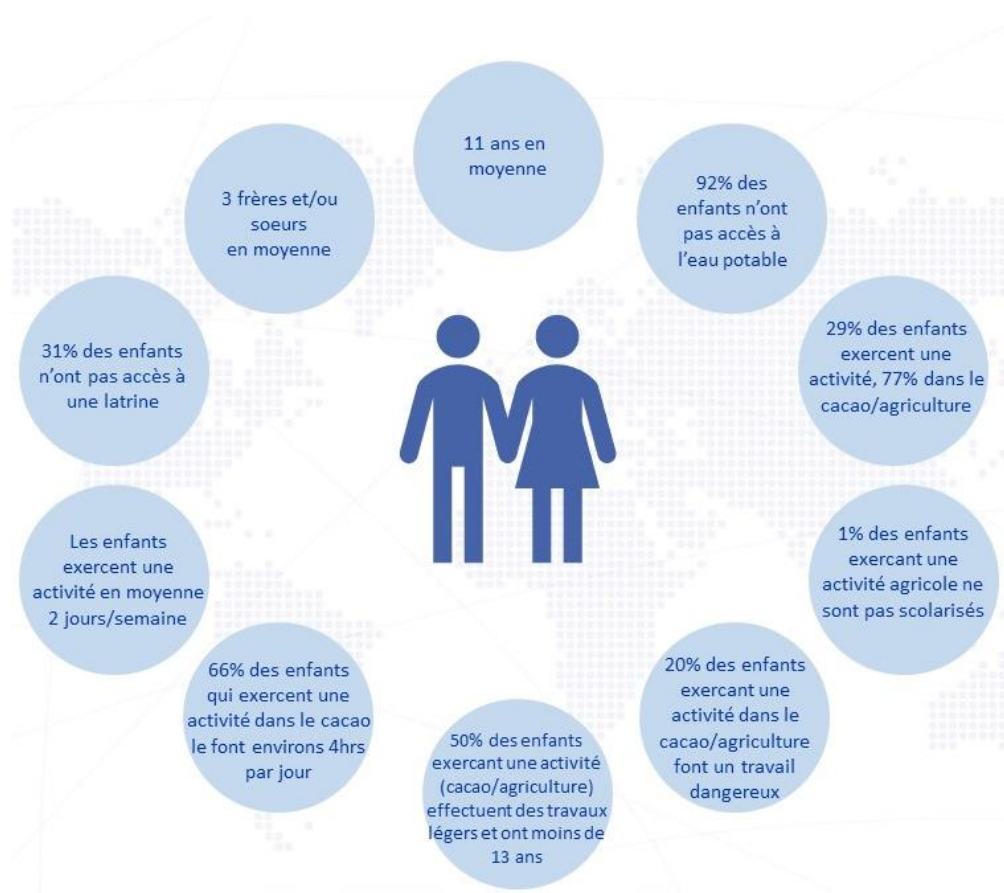 11 ans en
moyenne
92% des
enfants n'ont
pas accès à
l'eau potable
29% des enfants
exercent une
activité, 77% dans le
cacao/agriculture
1% des enfants
exercant une
activité agricole ne
sont pas scolarisés
20% des enfants
exercant une
activité dans le
cacao/agriculture
font un travail
dangereux
50% des enfants
exercant une activité
(cacao/agriculture)
effectuent des travaux
légers et ont moins de
13 ans
66% des enfants
qui exercent une
activité dans le cacao
le font environs 4hrs
par jour
Les enfants
exercent une
activité en moyenne
2 jours/semaine
31% des enfants
n'ont pas accès à
une latrine
3 frères et/ou
soeurs
en moyenne